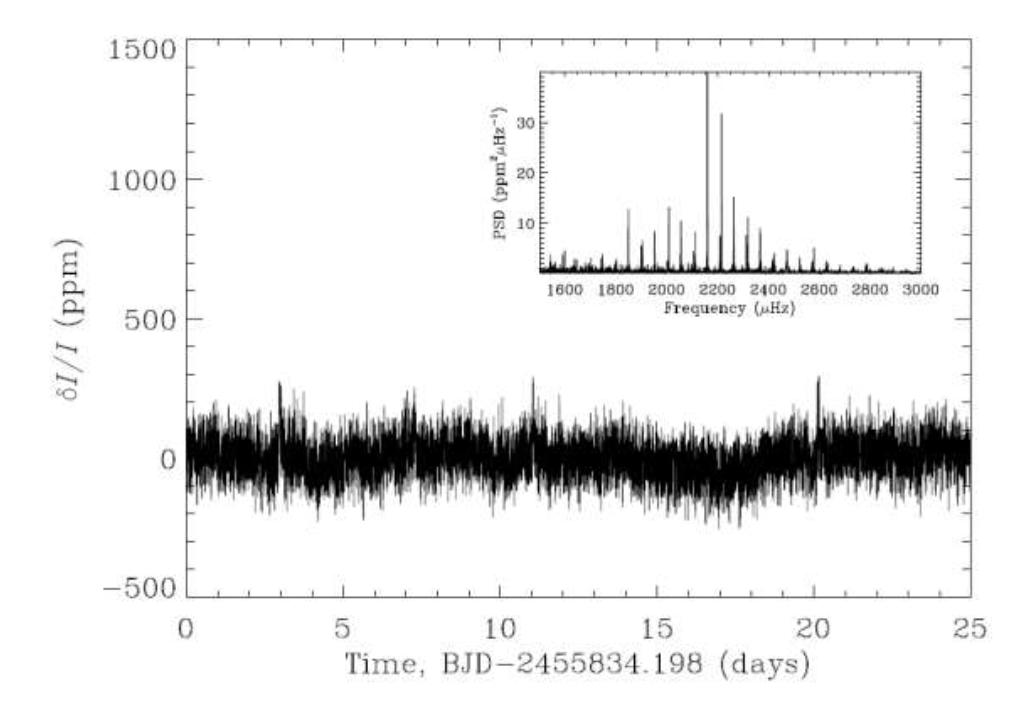 1500
1000
500
0
−500
δI/I (ppm)
0 5 10 15 20 25
Time, BJD−2455834.198 (days)
30
20
10
PSD (ppm²μHz⁻¹)
1600 1800 2000 2200 2400 2600 2800 3000
Frequency (μHz)